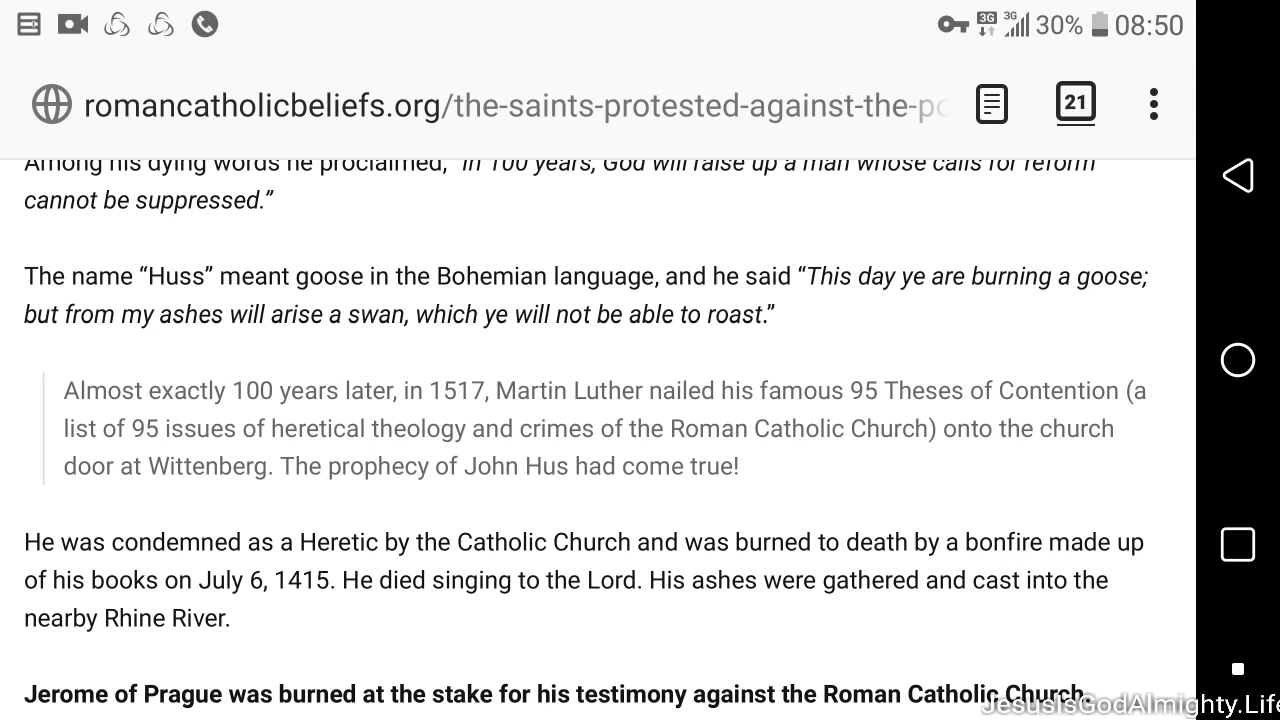 3G 3G 30% 08:50
romancatholicbeliefs.org/the-saints-protested-against-the-po
21
Among his dying words he proclaimed, “In 100 years, God will raise up a man whose calls for reform
cannot be suppressed.”
The name “Huss” meant goose in the Bohemian language, and he said “This day ye are burning a goose;
but from my ashes will arise a swan, which ye will not be able to roast.”
Almost exactly 100 years later, in 1517, Martin Luther nailed his famous 95 Theses of Contention (a
list of 95 issues of heretical theology and crimes of the Roman Catholic Church) onto the church
door at Wittenberg. The prophecy of John Hus had come true!
He was condemned as a Heretic by the Catholic Church and was burned to death by a bonfire made up
of his books on July 6, 1415. He died singing to the Lord. His ashes were gathered and cast into the
nearby Rhine River.
Jerome of Prague was burned at the stake for his testimony against the Roman Catholic Church.
JesusIsGodAlmighty.Life